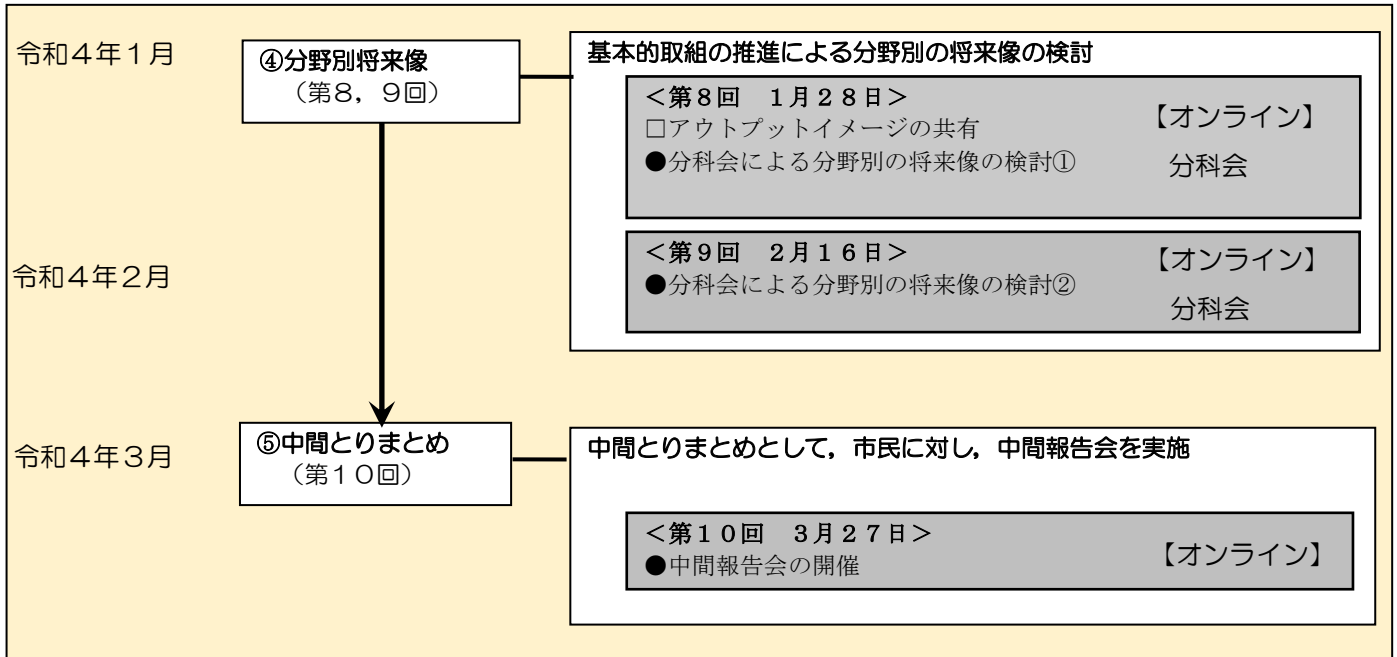 令和４年１月
④分野別将来像
（第８，９回）
基本的取組の推進による分野別の将来像の検討
＜第８回　１月２８日＞
□アウトプットイメージの共有
●分科会による分野別の将来像の検討①
【オンライン】
分科会
令和４年２月
＜第９回　２月１６日＞
●分科会による分野別の将来像の検討②
【オンライン】
分科会
令和４年３月
⑤中間とりまとめ
（第１０回）
中間とりまとめとして，市民に対し，中間報告会を実施
＜第１０回　３月２７日＞
●中間報告会の開催
【オンライン】